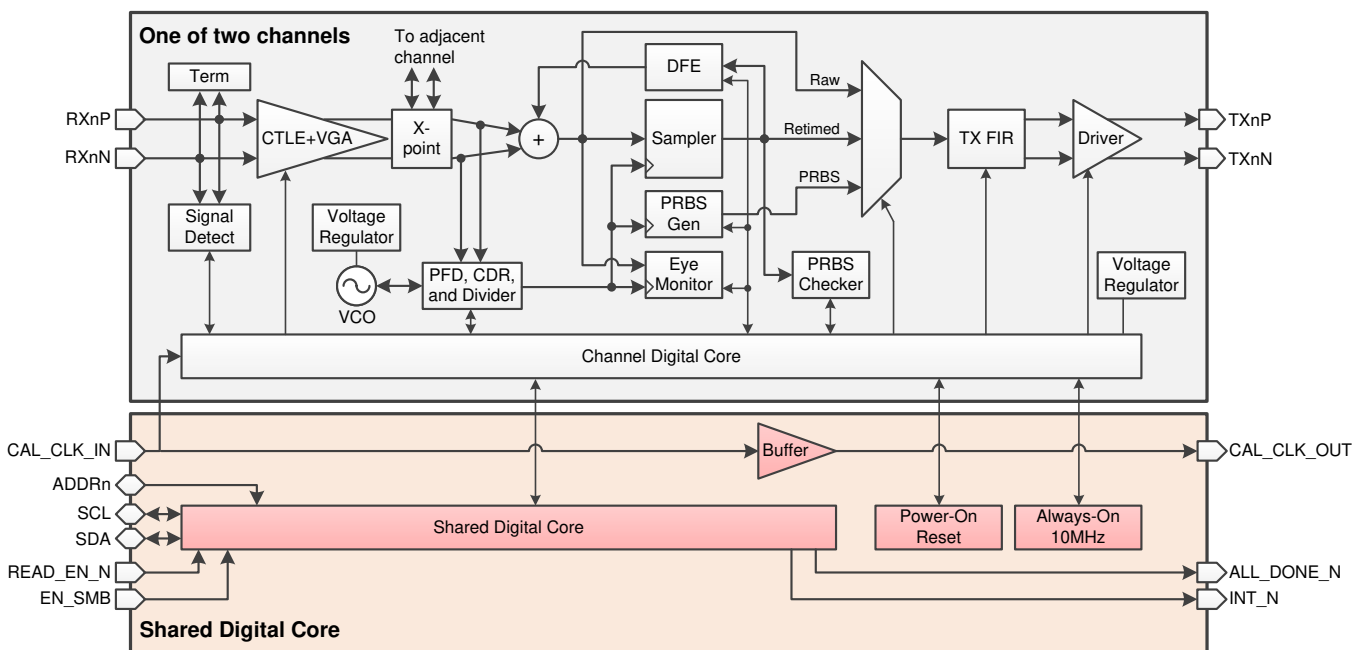 One of two channels
To adjacent
channel
Term
DFE
Raw
RXnP
RXnN
CTLE+VGA
X-
point
+
Sampler
Retimed
TX FIR
Driver
TXnP
TXnN
PRBS
Signal
Detect
Voltage
Regulator
PRBS
Gen
VCO
PFD, CDR,
and Divider
Eye
Monitor
PRBS
Checker
Voltage
Regulator
Channel Digital Core
CAL_CLK_IN
Buffer
CAL_CLK_OUT
ADDRn
SCL
SDA
Shared Digital Core
Power-On
Reset
Always-On
10MHz
READ_EN_N
EN_SMB
ALL_DONE_N
INT_N
Shared Digital Core